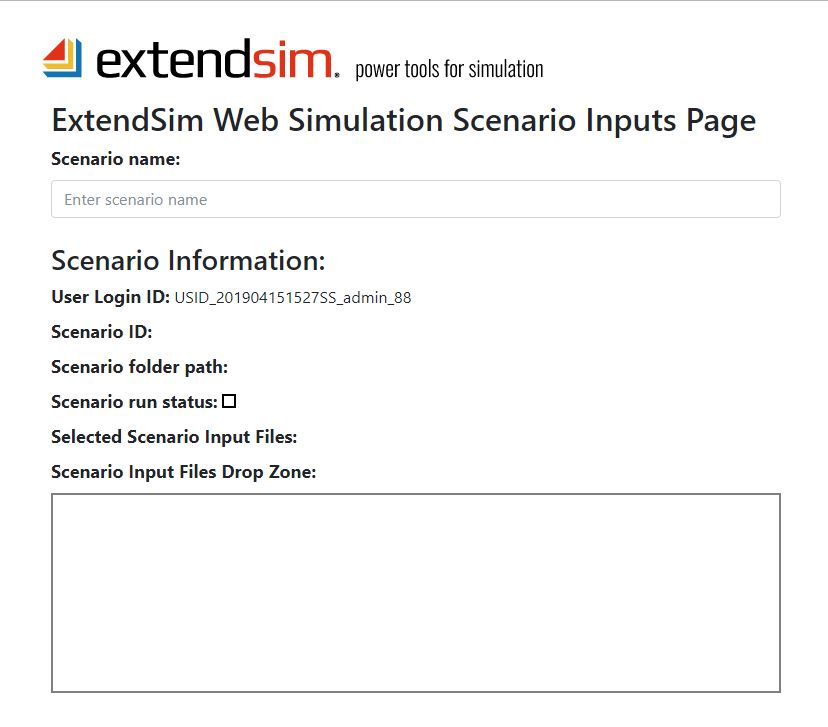 extendsim® power tools for simulation
ExtendSim Web Simulation Scenario Inputs Page
Scenario name:
Enter scenario name
Scenario Information:
User Login ID: USID_201904151527SS_admin_88
Scenario ID:
Scenario folder path:
Scenario run status:
Selected Scenario Input Files:
Scenario Input Files Drop Zone: